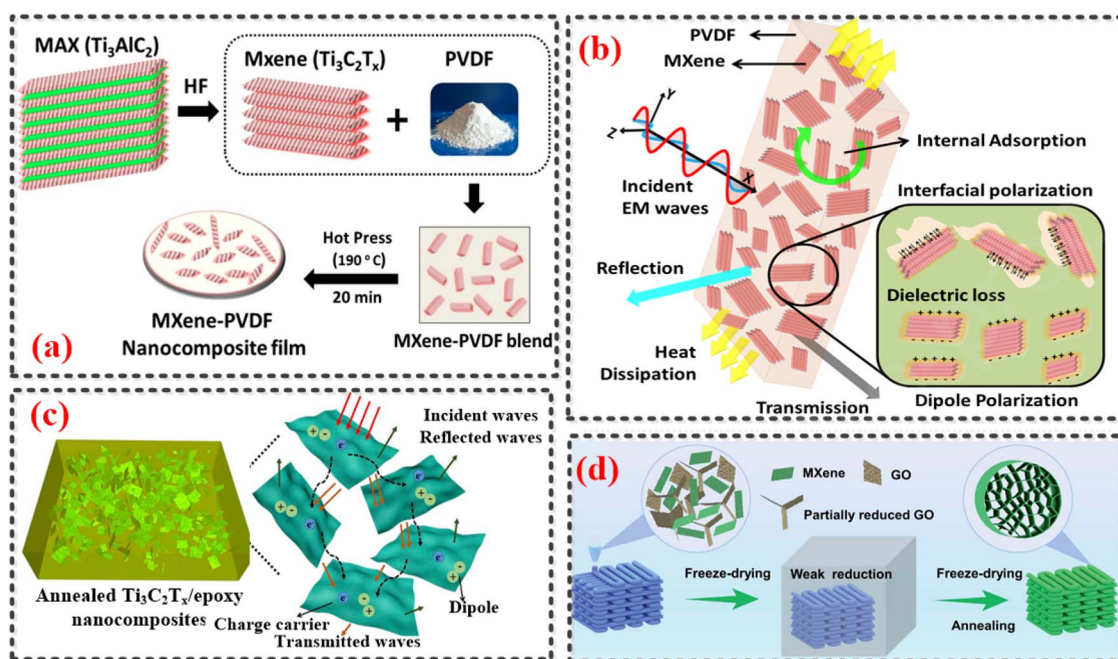 MAX (Ti₃AlC₂)
HF
Mxene (Ti₃C₂Tₓ)
PVDF
+
Hot Press
(190 ° C)
20 min
MXene-PVDF
Nanocomposite film
MXene-PVDF blend
(a)
(b)
PVDF
MXene
Y
Z
X
Incident
EM waves
Internal Adsorption
Interfacial polarization
Reflection
Dielectric loss
Heat
Dissipation
Transmission
Dipole Polarization
(c)
Incident waves
Reflected waves
Annealed Ti₃C₂Tₓ/epoxy
nanocomposites
Charge carrier
Dipole
Transmitted waves
(d)
MXene
GO
Partially reduced GO
Freeze-drying
Weak reduction
Freeze-drying
Annealing